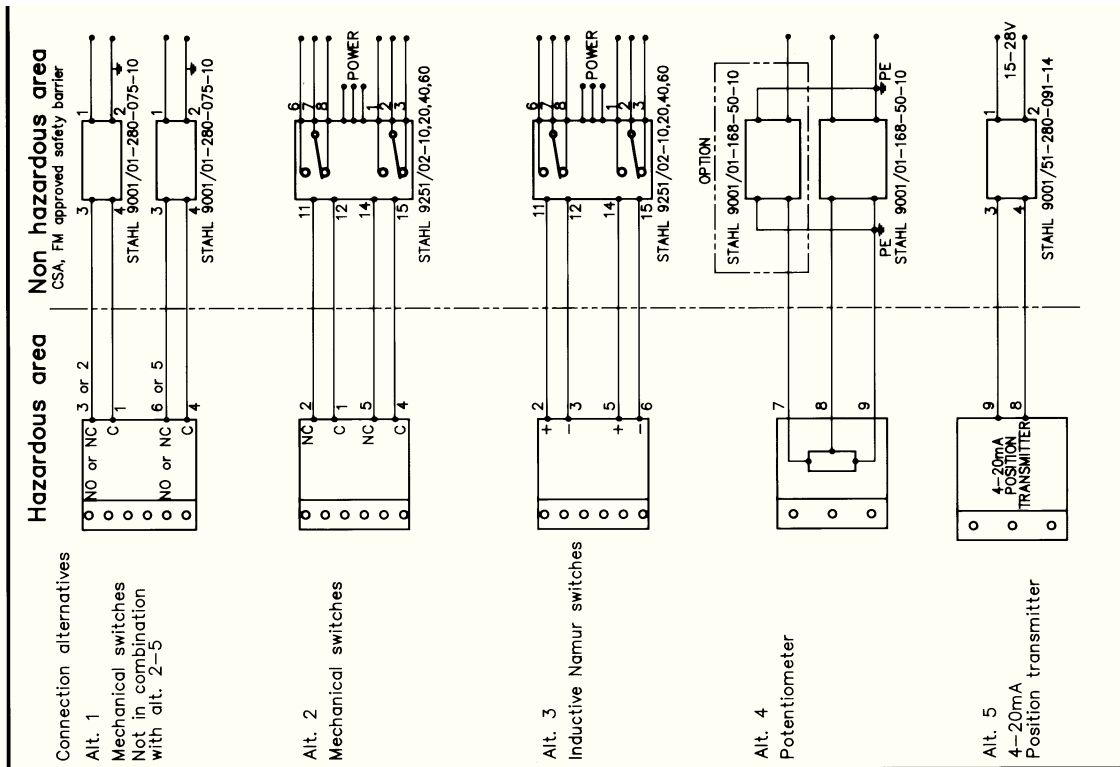 Hazardous area
Non hazardous area
CSA, FM approved safety barrier
Connection alternatives
Alt. 1
Mechanical switches
Not in combination
with alt. 2-5
NO or NC
3 or 2
C
1
NO or NC
6 or 5
C
4
3
1
4
2
STAHL 9001/01-280-075-10
3
1
4
2
STAHL 9001/01-280-075-10
Alt. 2
Mechanical switches
NC
2
C
1
NC
5
C
4
11
12
14
15
6
7
8
POWER
1
2
3
STAHL 9251/02-10,20,40,60
Alt. 3
Inductive Namur switches
+
2
-
3
+
5
-
6
11
12
14
15
6
7
8
POWER
1
2
3
STAHL 9251/02-10,20,40,60
Alt. 4
Potentiometer
7
8
9
OPTION
STAHL 9001/01-168-50-10
PE
PE
STAHL 9001/01-168-50-10
Alt. 5
4-20mA
Position transmitter
4-20mA
POSITION
TRANSMITTER
9
8
3
1
4
2
15-28V
STAHL 9001/51-280-091-14